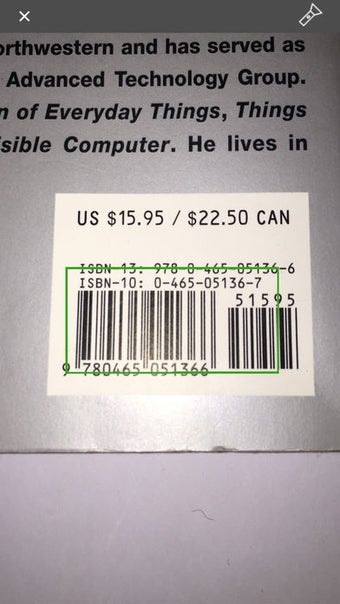 orthwestern and has served as
Advanced Technology Group.
n of Everyday Things, Things
isible Computer. He lives in
US $15.95 / $22.50 CAN
ISBN-13: 978-0-465-05136-6
ISBN-10: 0-465-05136-7
51595
9 780465 051366